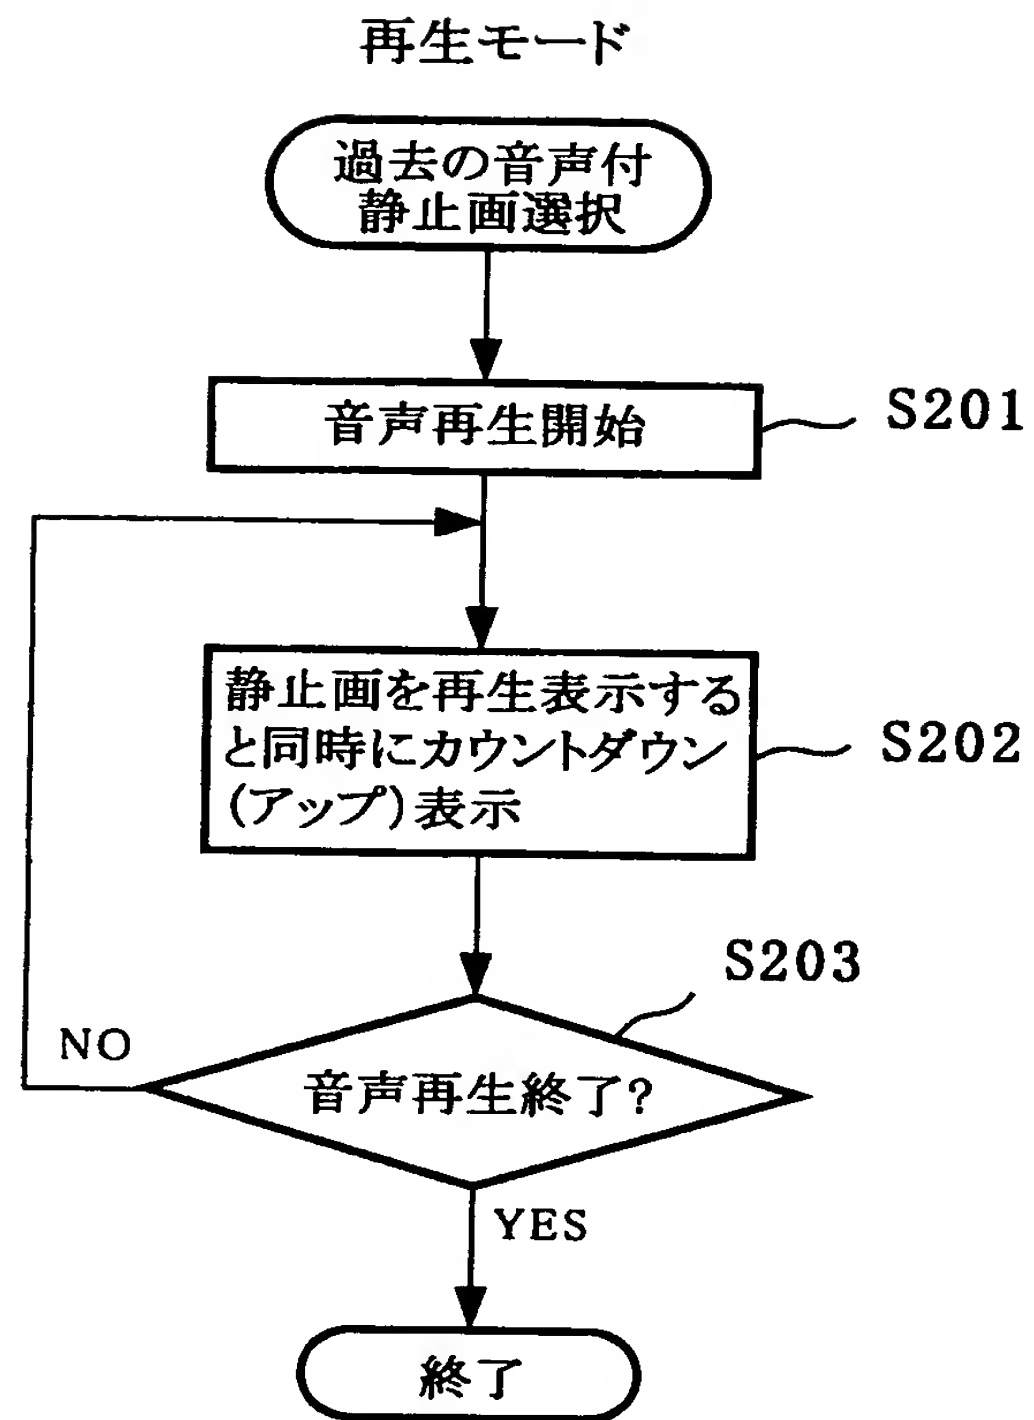 再生モード
過去の音声付
静止画選択
音声再生開始
S201
静止画を再生表示する
と同時にカウントダウン
(アップ)表示
S202
S203
NO
音声再生終了?
YES
終了